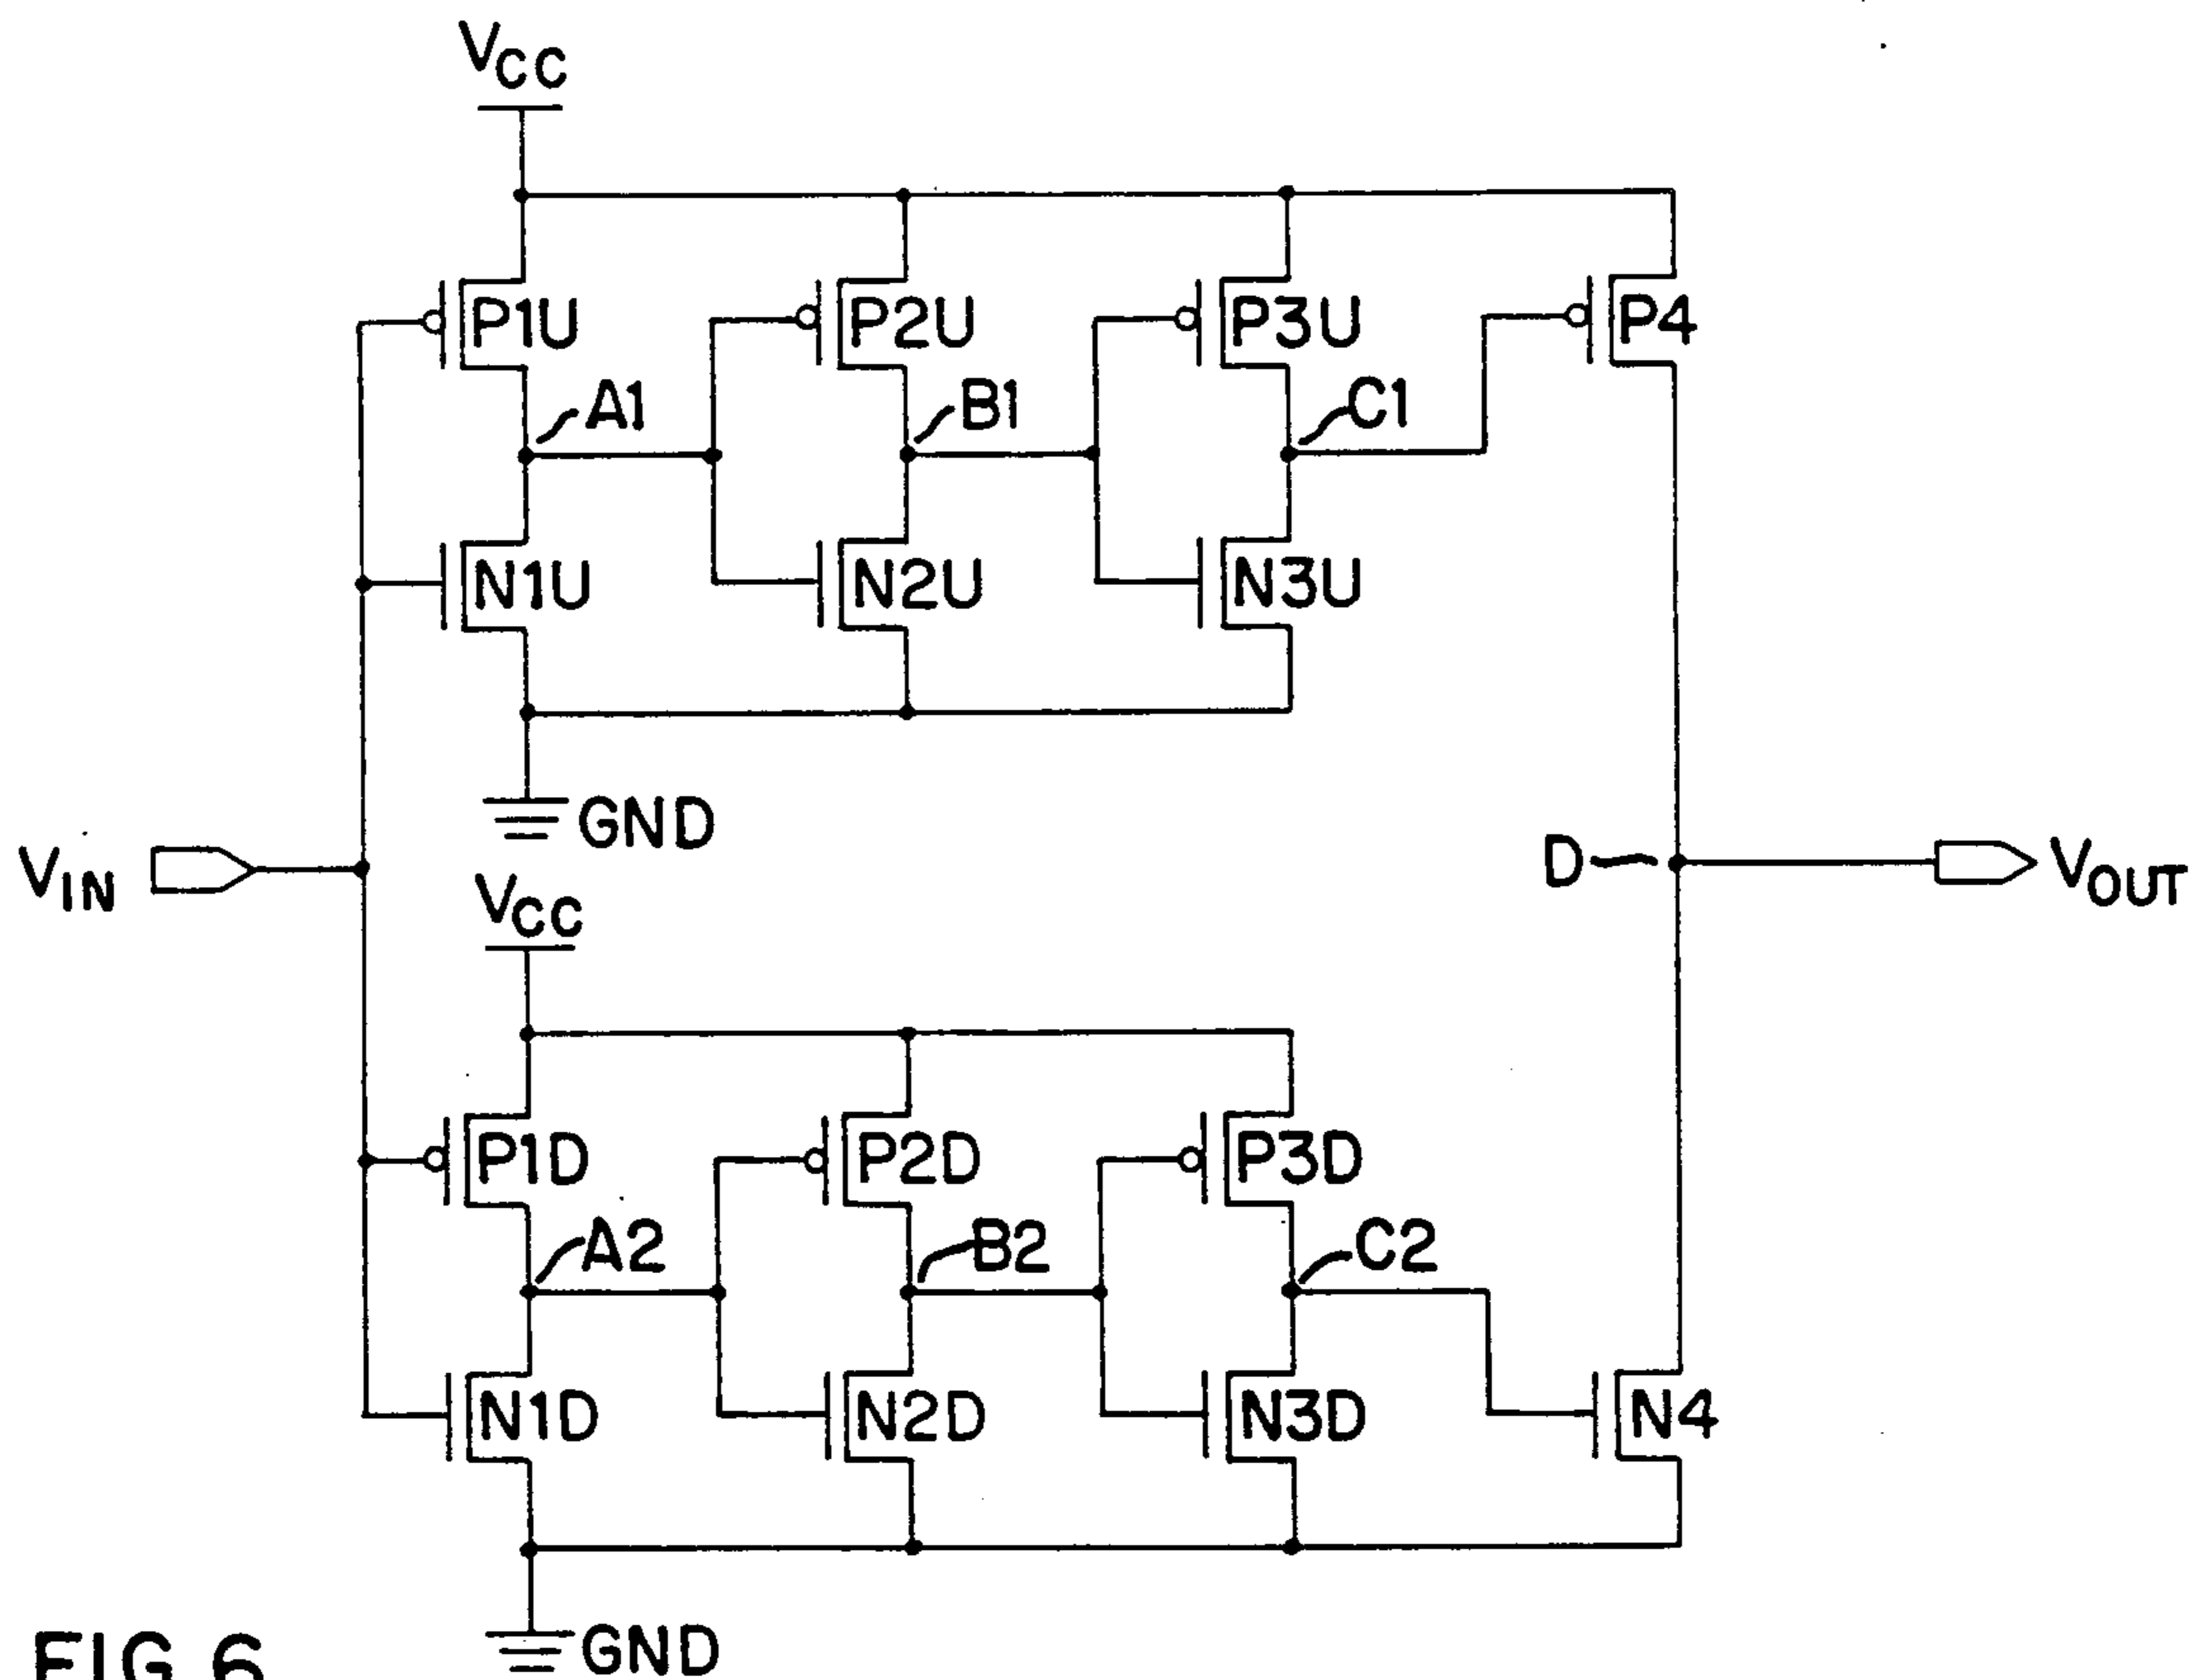 VCC
P1U
P2U
P3U
P4
A1
B1
C1
N1U
N2U
N3U
GND
VIN
D
VOUT
VCC
P1D
P2D
P3D
A2
B2
C2
N1D
N2D
N3D
N4
GND
FIG. 6